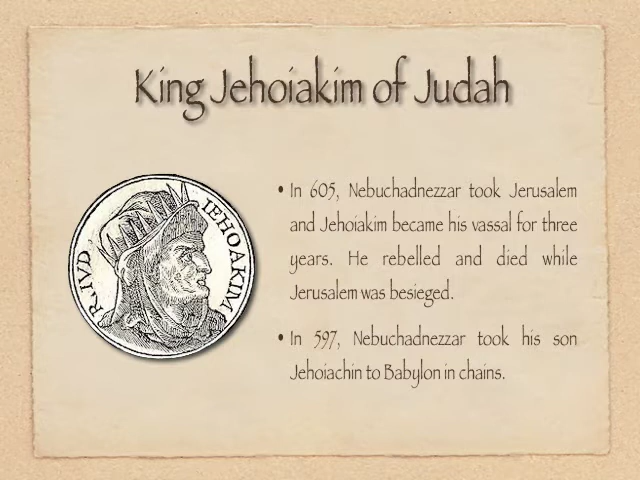 King Jehoiakim of Judah
R. IVD
IEHOAKIM
• In 605, Nebuchadnezzar took Jerusalem
and Jehoiakim became his vassal for three
years. He rebelled and died while
Jerusalem was besieged.
• In 597, Nebuchadnezzar took his son
Jehoiachin to Babylon in chains.